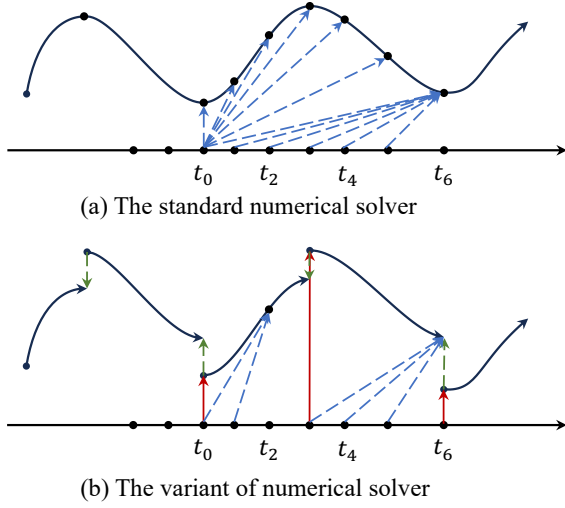 t₀ t₂ t₄ t₆
(a) The standard numerical solver
t₀ t₂ t₄ t₆
(b) The variant of numerical solver